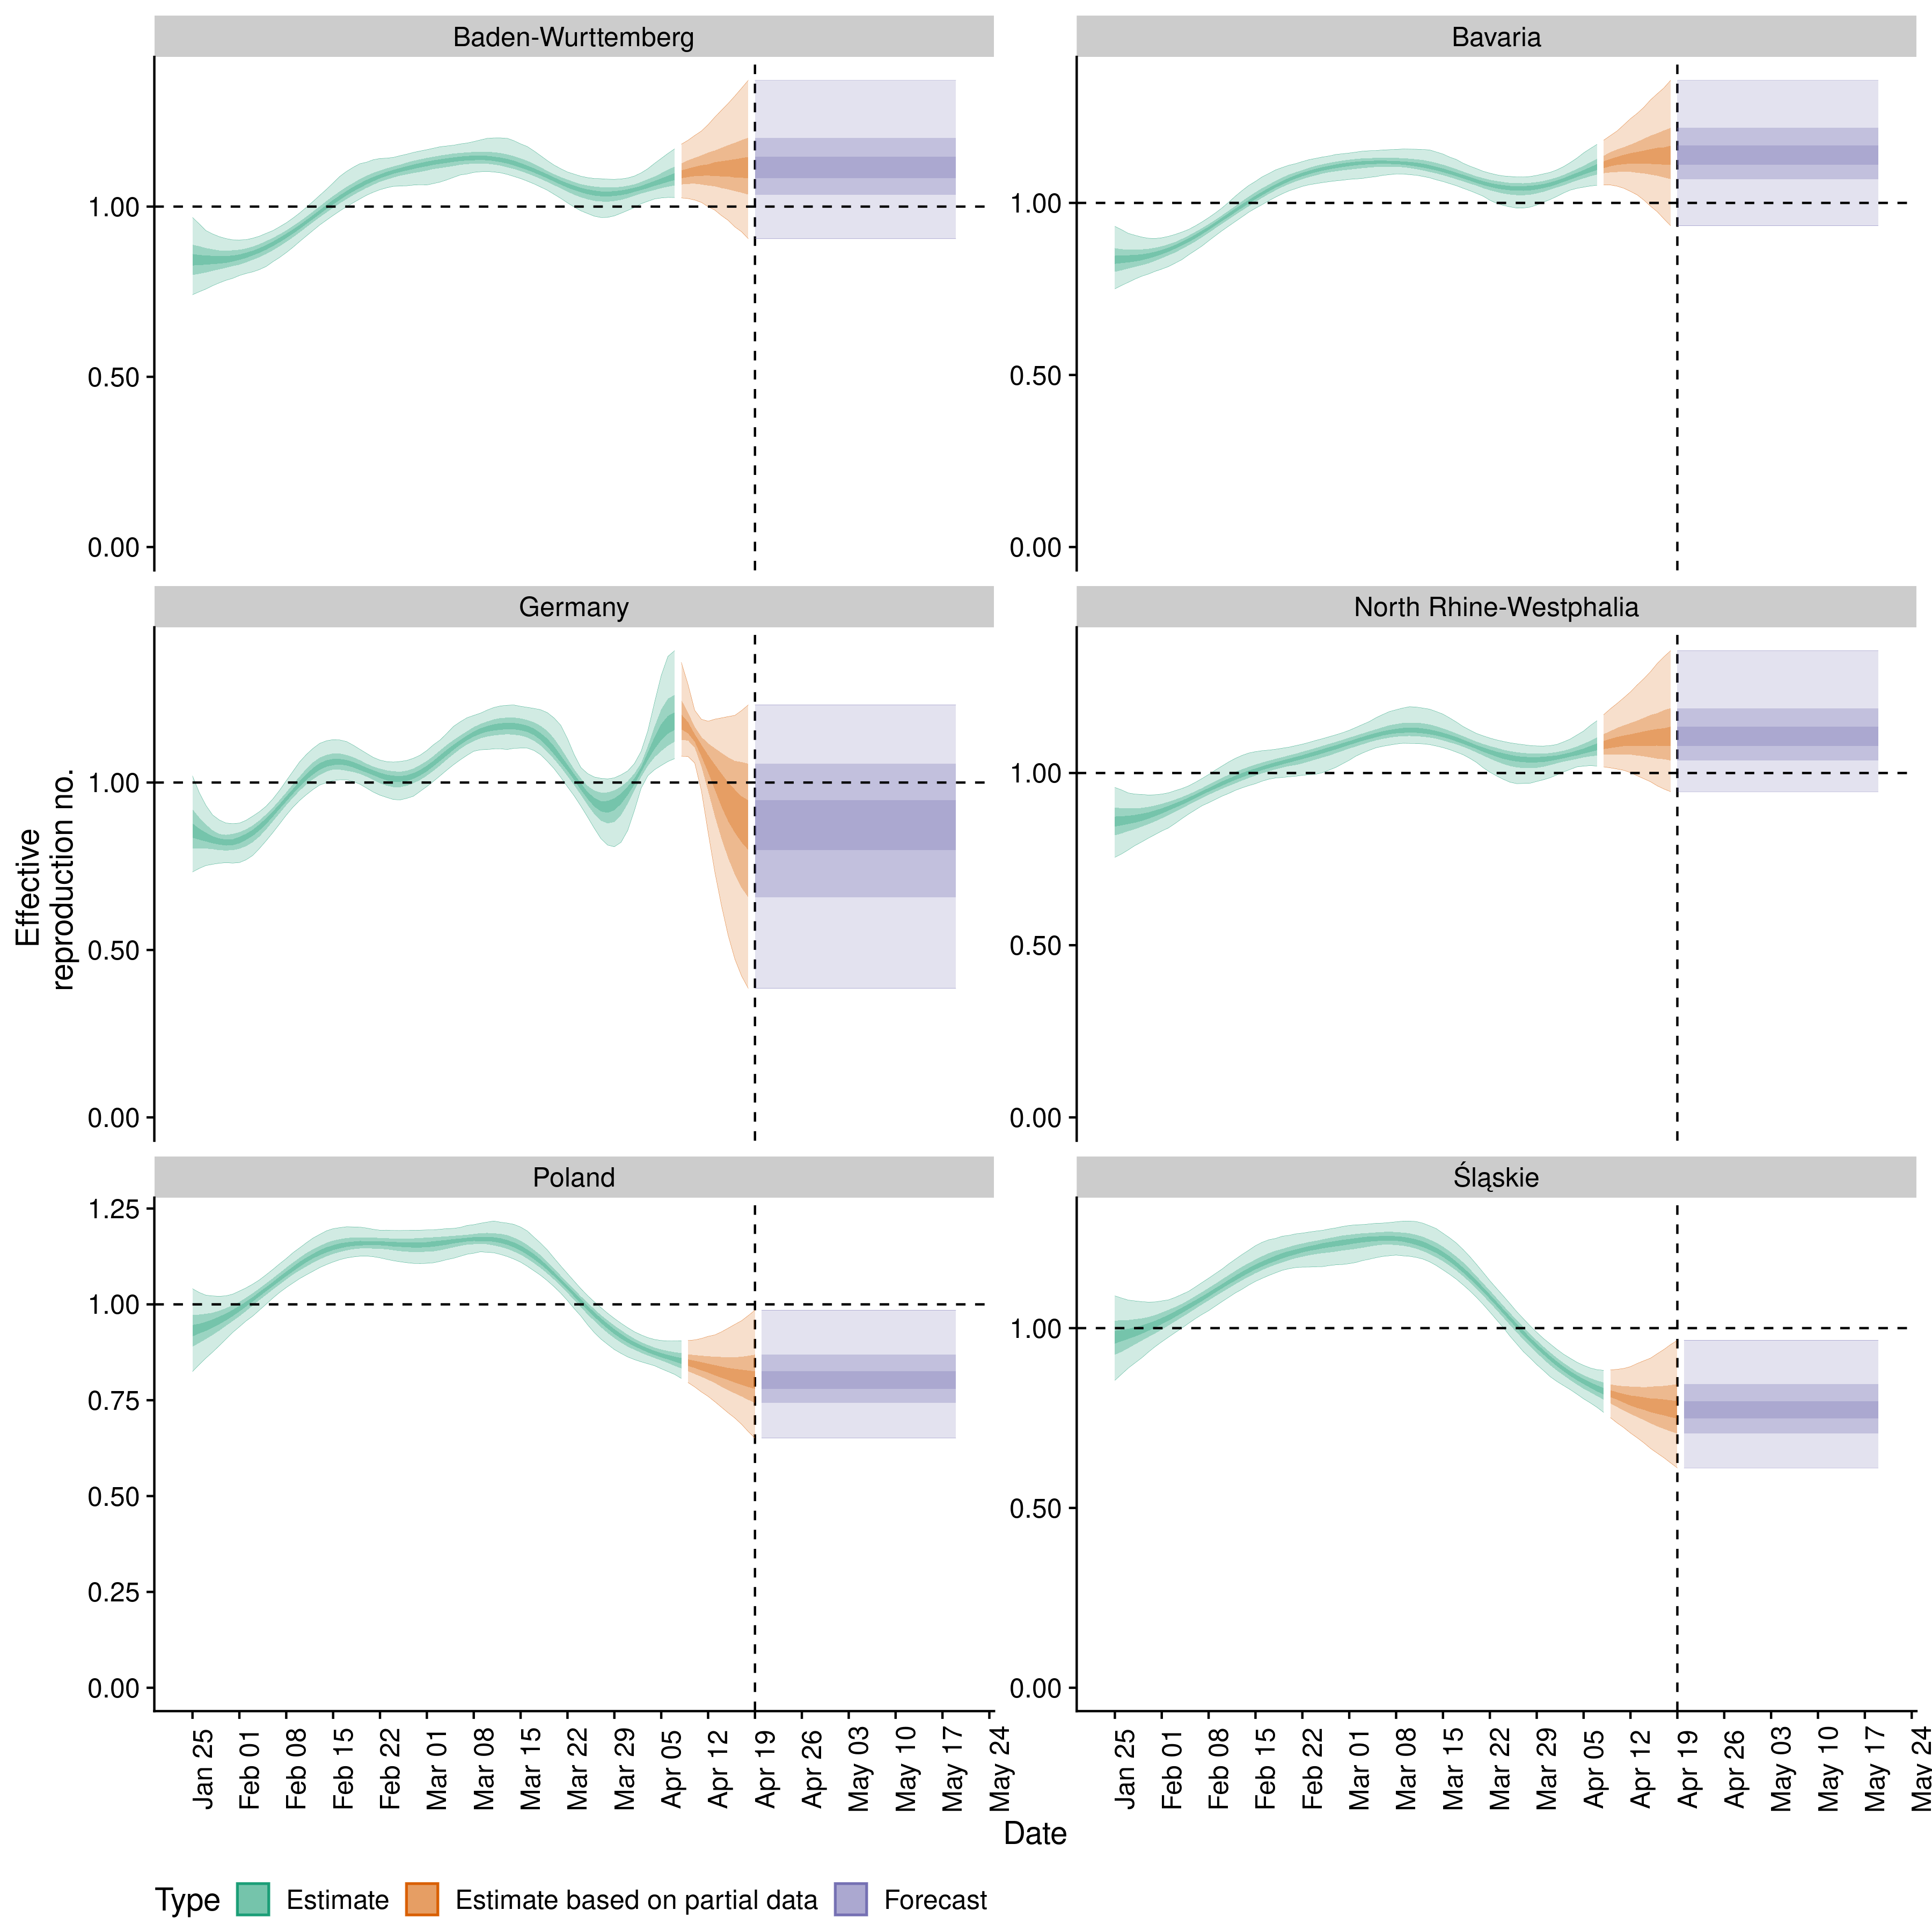 Baden-Wurttemberg
Bavaria
1.00
0.50
0.00
1.00
0.50
0.00
Germany
North Rhine-Westphalia
1.00
0.50
0.00
1.00
0.50
0.00
Poland
Śląskie
1.25
1.00
0.75
0.50
0.25
0.00
1.00
0.50
0.00
Effective
reproduction no.
Jan 25
Feb 01
Feb 08
Feb 15
Feb 22
Mar 01
Mar 08
Mar 15
Mar 22
Mar 29
Apr 05
Apr 12
Apr 19
Apr 26
May 03
May 10
May 17
May 24
Jan 25
Feb 01
Feb 08
Feb 15
Feb 22
Mar 01
Mar 08
Mar 15
Mar 22
Mar 29
Apr 05
Apr 12
Apr 19
Apr 26
May 03
May 10
May 17
May 24
Date
Type Estimate Estimate based on partial data Forecast